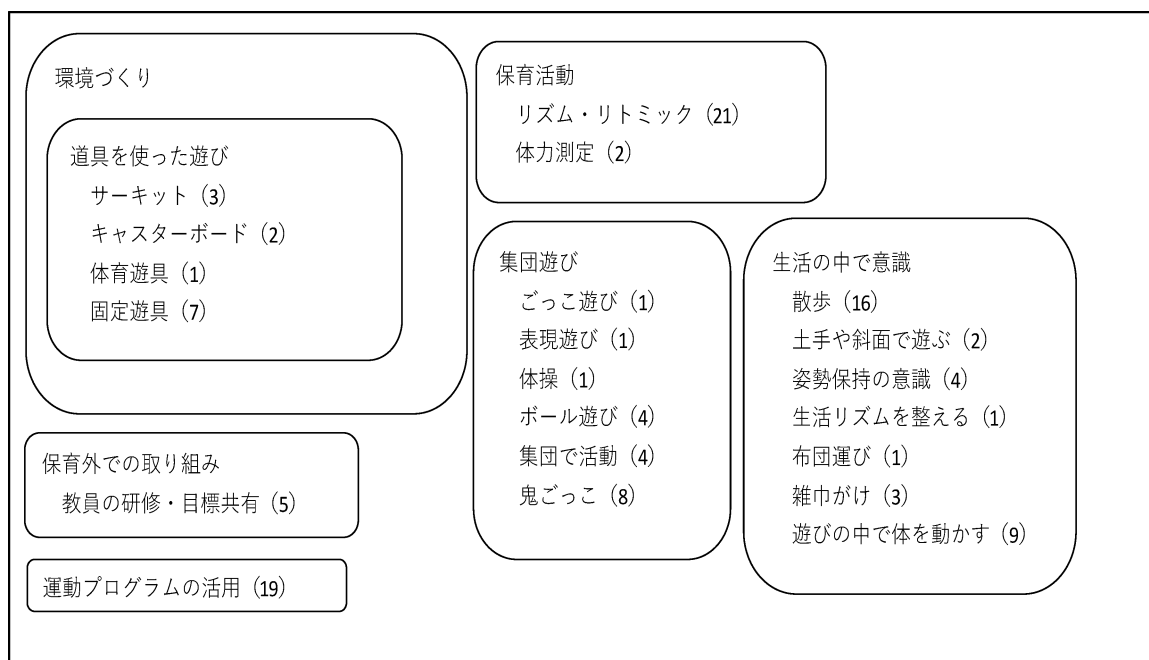 環境づくり
道具を使った遊び
サーキット（3）
キャスターボード（2）
体育遊具（1）
固定遊具（7）
保育外での取り組み
教員の研修・目標共有（5）
運動プログラムの活用（19）
保育活動
リズム・リトミック（21）
体力測定（2）
集団遊び
ごっこ遊び（1）
表現遊び（1）
体操（1）
ボール遊び（4）
集団で活動（4）
鬼ごっこ（8）
生活の中で意識
散歩（16）
土手や斜面で遊ぶ（2）
姿勢保持の意識（4）
生活リズムを整える（1）
布団運び（1）
雑巾がけ（3）
遊びの中で体を動かす（9）